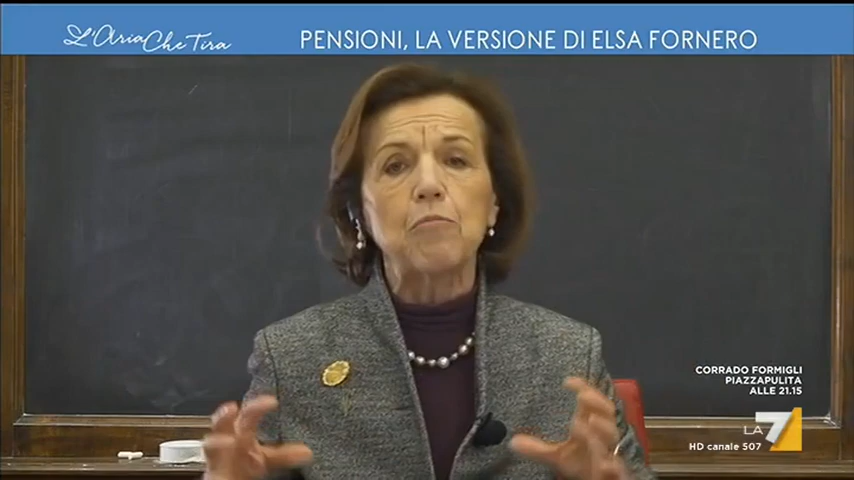 L'Aria Che Tira
PENSIONI, LA VERSIONE DI ELSA FORNERO
CORRADO FORMIGLI
PIAZZAPULITA
ALLE 21.15
LA 7
HD canale 507